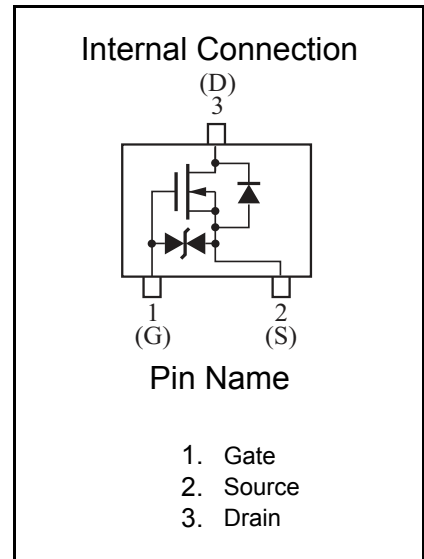 Internal Connection
(D)
3
1
2
(G)
(S)
Pin Name
1. Gate
2. Source
3. Drain